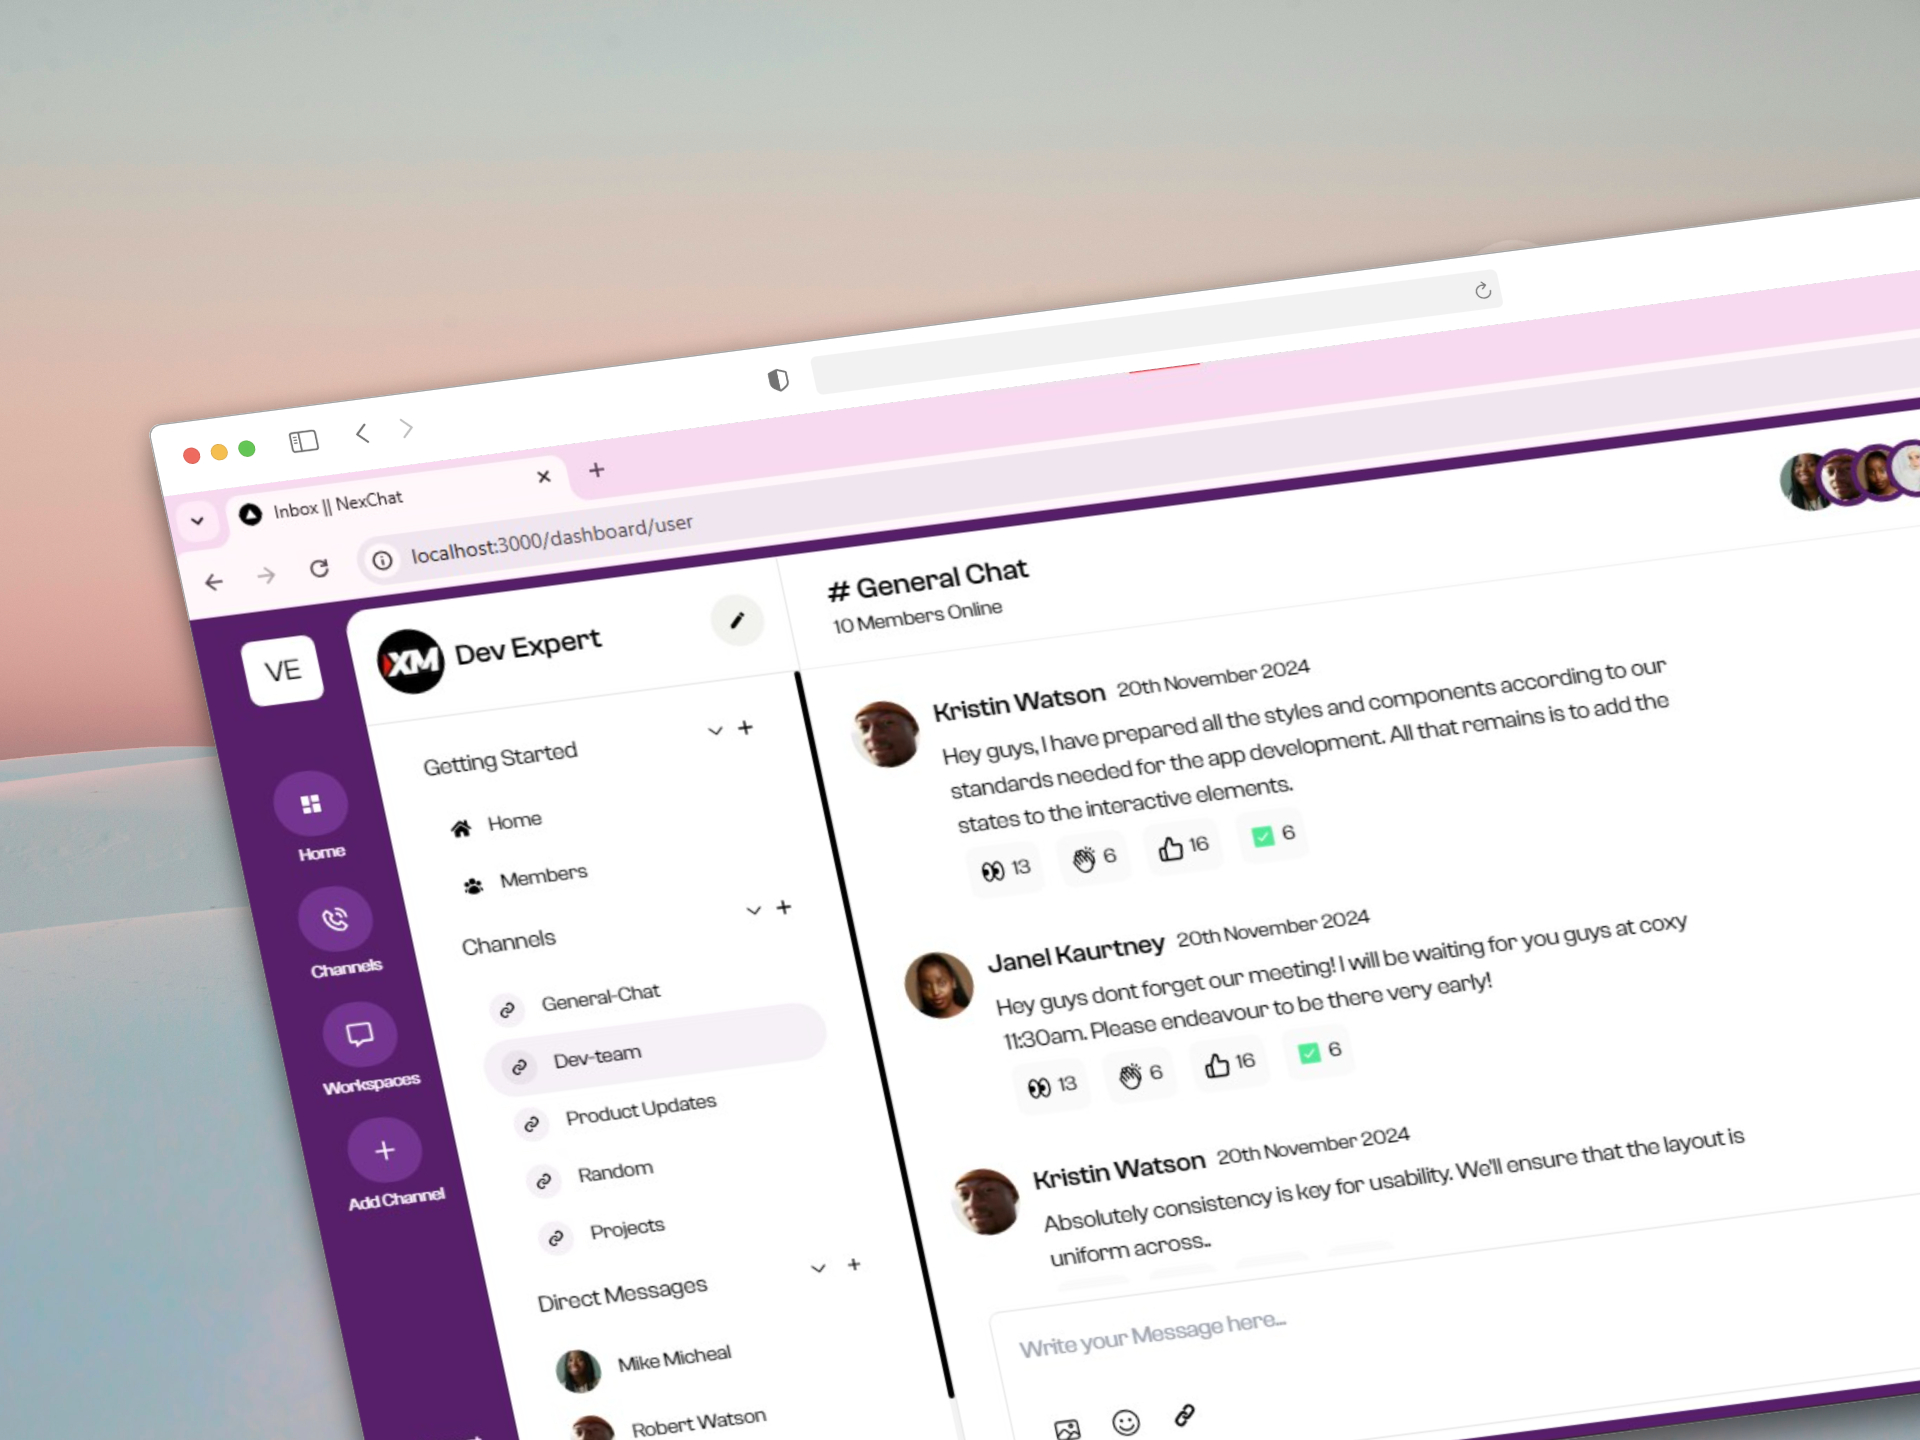 Inbox || NexChat
localhost:3000/dashboard/user
VE
Home
Channels
Workspaces
Add Channel
XM
Dev Expert
Getting Started
Home
Members
Channels
General-Chat
Dev-team
Product Updates
Random
Projects
Direct Messages
Mike Micheal
Robert Watson
# General Chat
10 Members Online
Kristin Watson 20th November 2024
Hey guys, I have prepared all the styles and components according to our
standards needed for the app development. All that remains is to add the
states to the interactive elements.
13 6 16 6
Janel Kaurtney 20th November 2024
Hey guys dont forget our meeting! I will be waiting for you guys at coxy
11:30am. Please endeavour to be there very early!
13 6 16 6
Kristin Watson 20th November 2024
Absolutely consistency is key for usability. We'll ensure that the layout is
uniform across..
Write your Message here...